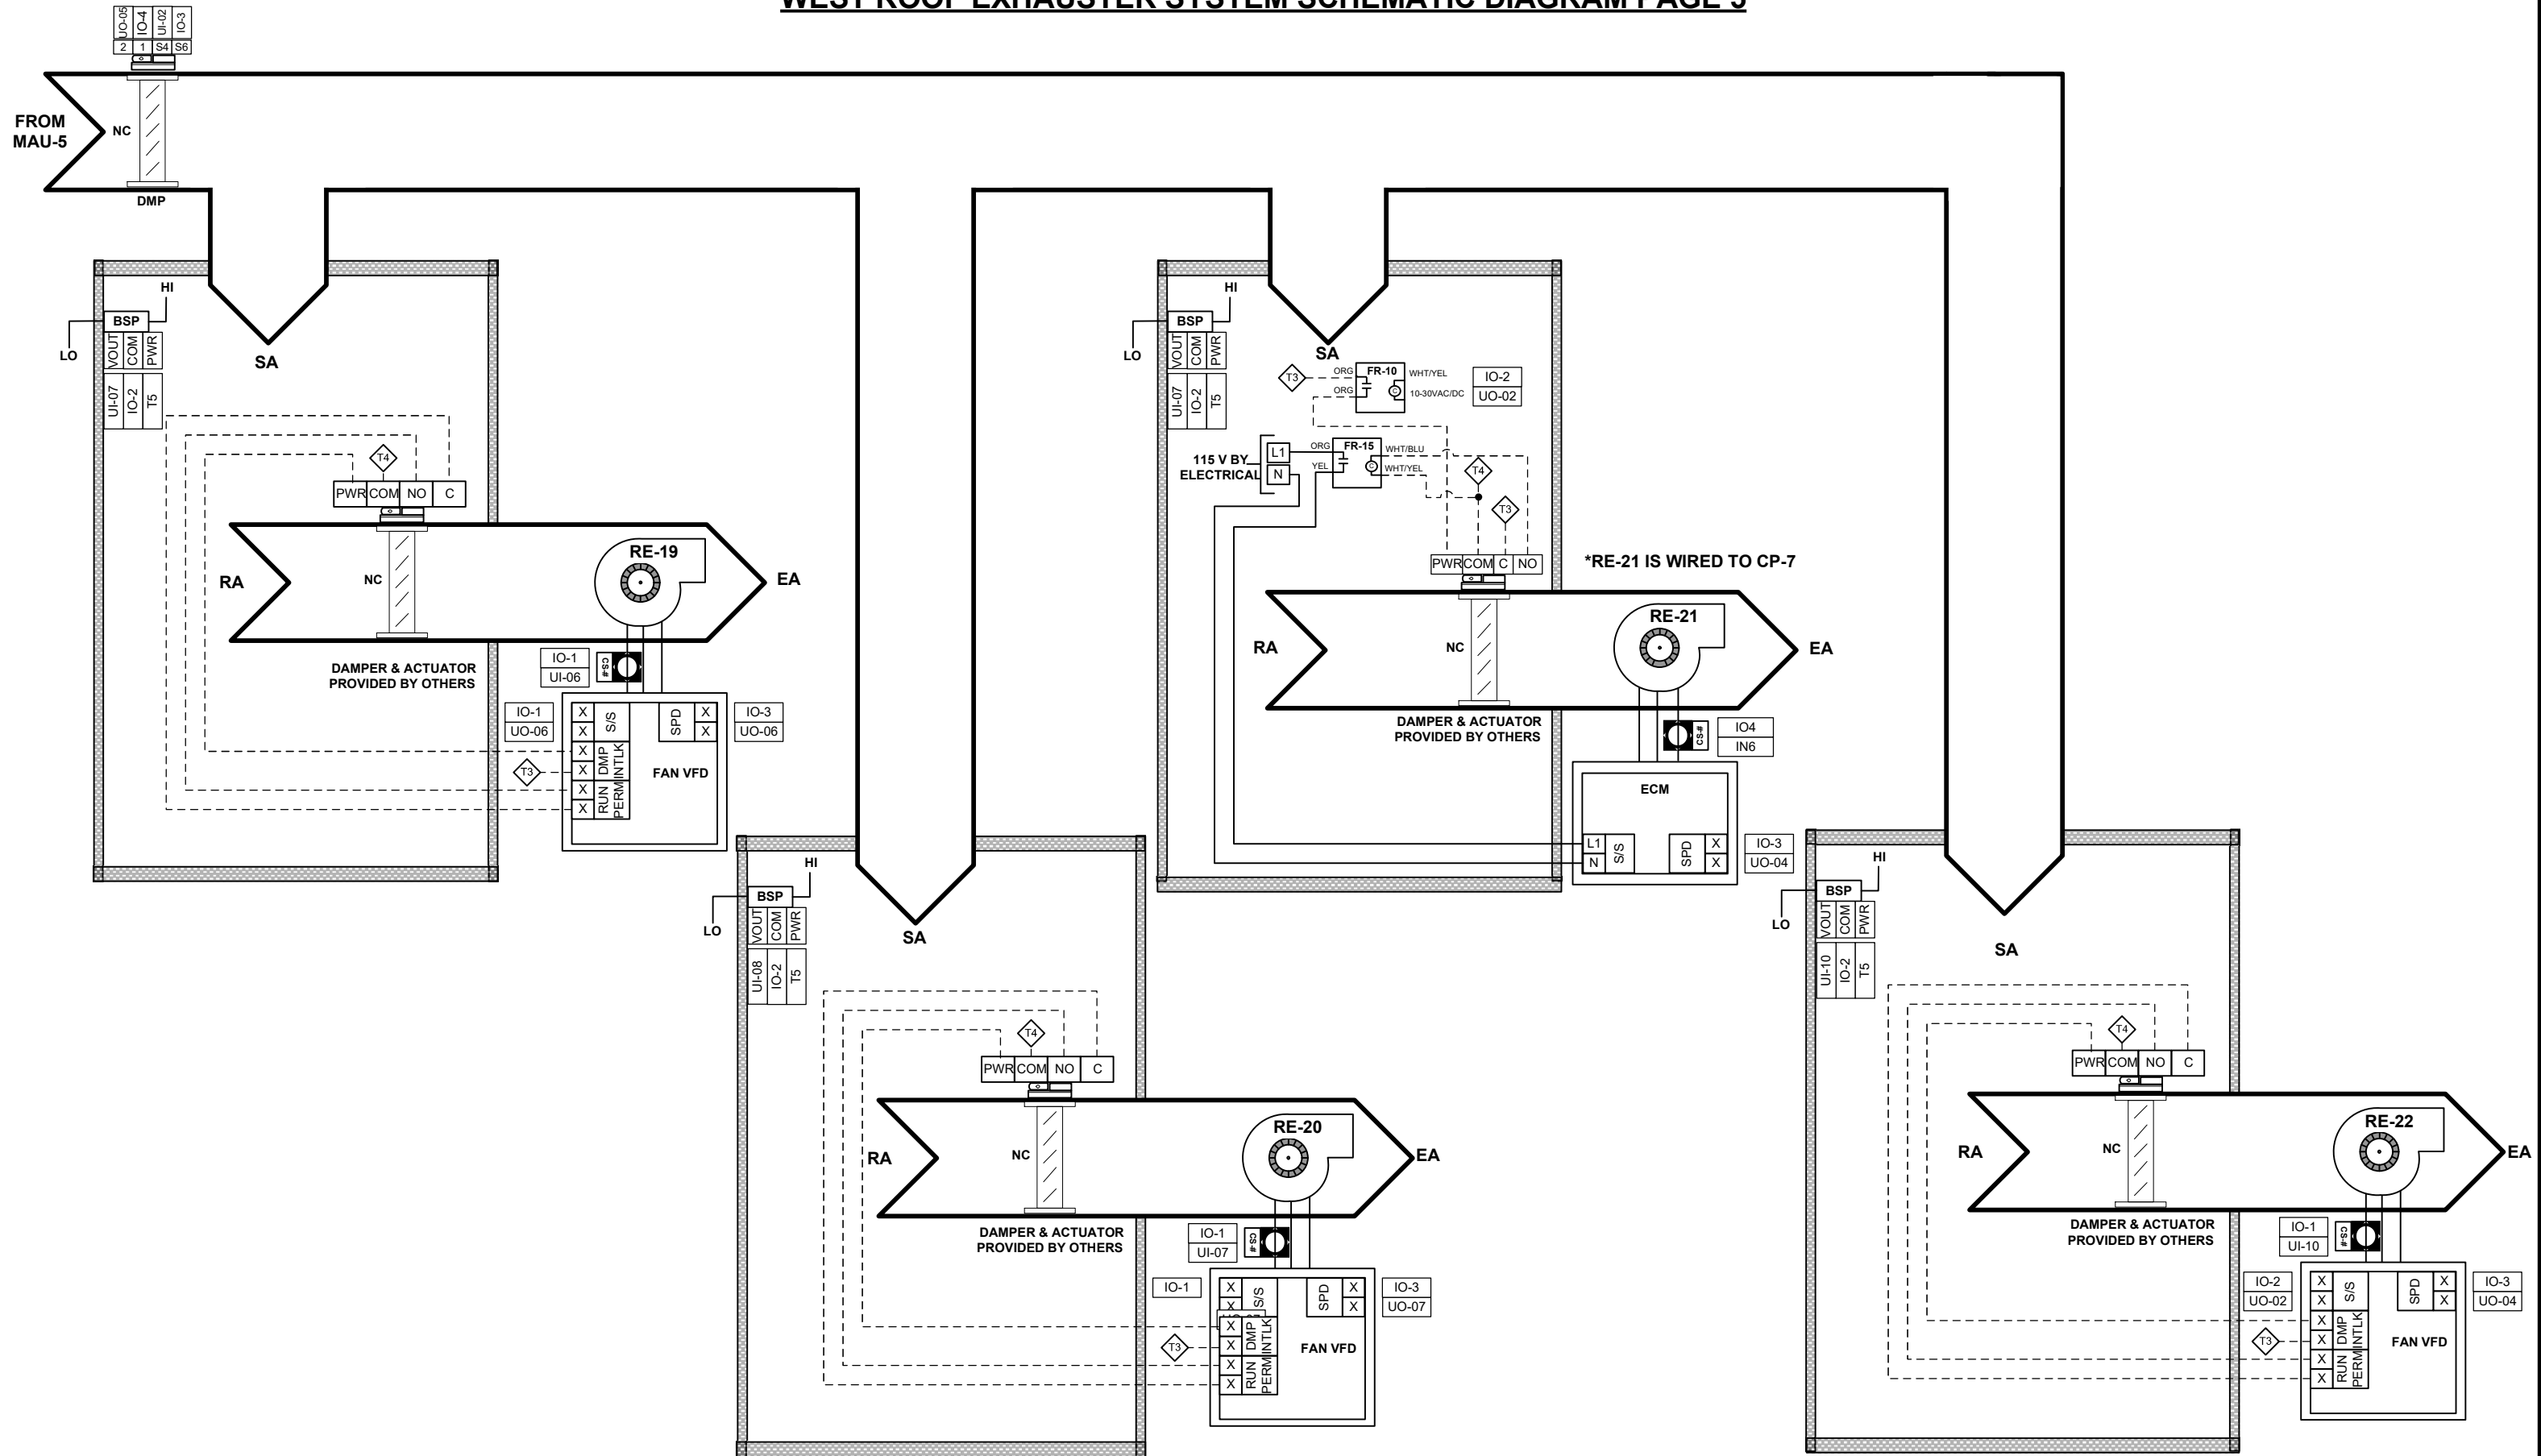 WEST ROOF EXHAUSTER SYSTEM SCHEMATIC DIAGRAM PAGE 5
UO-05 IO-4 UI-02 IO-3
2 1 S4 S6
FROM
MAU-5
NC
DMP
HI
BSP
LO
VOUT COM PWR
UI-07 IO-2 T5
SA
T4
PWR COM NO C
RA
NC
RE-19
EA
DAMPER & ACTUATOR
PROVIDED BY OTHERS
IO-1
UI-06
CS-#
IO-1
UO-06
X
X
S/S
SPD
X
X
IO-3
UO-06
X
X
DMP
INTLK
T3
X
X
RUN
PERM
FAN VFD
HI
BSP
LO
VOUT COM PWR
UI-08 IO-2 T5
SA
T4
PWR COM NO C
RA
NC
RE-20
EA
DAMPER & ACTUATOR
PROVIDED BY OTHERS
IO-1
UI-07
CS-#
IO-1
X
X
S/S
SPD
X
X
IO-3
UO-07
X
X
DMP
INTLK
T3
X
X
RUN
PERM
FAN VFD
HI
BSP
LO
VOUT COM PWR
UI-07 IO-2 T5
SA
T3
ORG
ORG
FR-10
C
WHT/YEL
10-30VAC/DC
IO-2
UO-02
115 V BY
ELECTRICAL
L1
N
ORG
YEL
FR-15
C
WHT/BLU
WHT/YEL
T4
T3
PWR COM C NO
*RE-21 IS WIRED TO CP-7
RA
NC
RE-21
EA
DAMPER & ACTUATOR
PROVIDED BY OTHERS
CS-#
IO4
IN6
ECM
L1
N
S/S
SPD
X
X
IO-3
UO-04
HI
BSP
LO
VOUT COM PWR
UI-10 IO-2 T5
SA
T4
PWR COM NO C
RA
NC
RE-22
EA
DAMPER & ACTUATOR
PROVIDED BY OTHERS
IO-1
UI-10
CS-#
IO-2
UO-02
X
X
S/S
SPD
X
X
IO-3
UO-04
X
X
DMP
INTLK
T3
X
X
RUN
PERM
FAN VFD